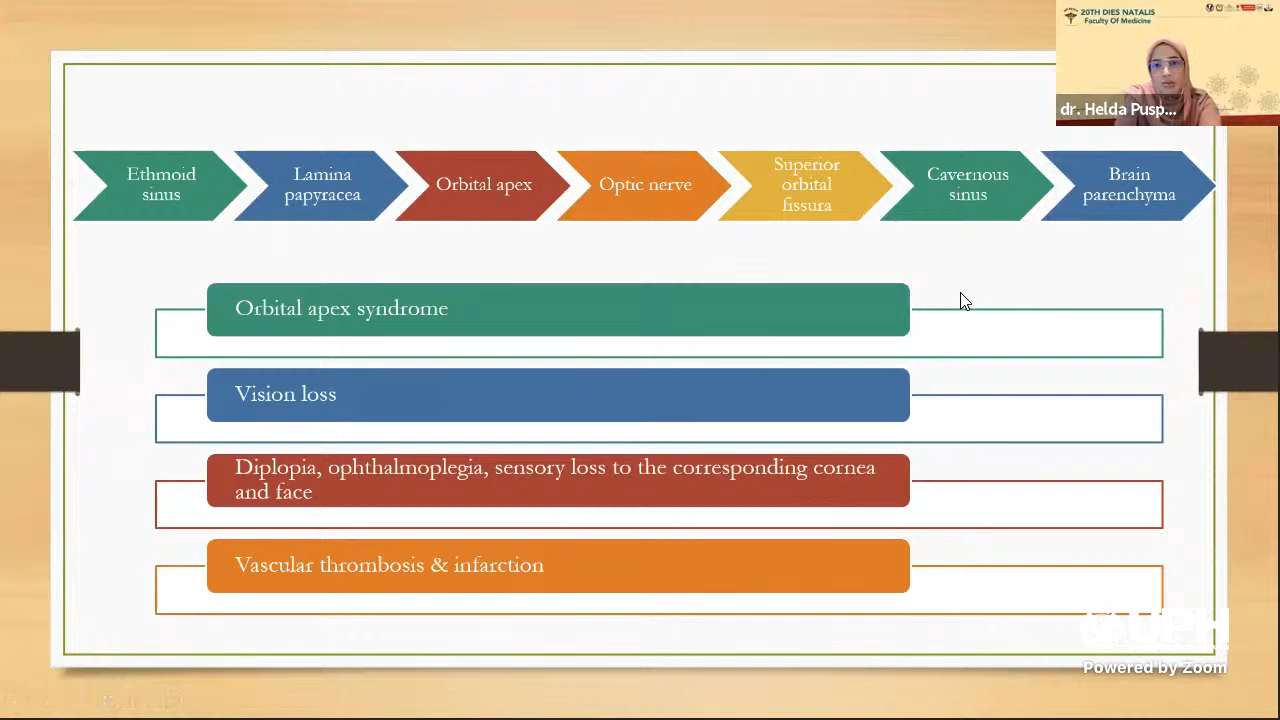 20TH DIES NATALIS
Faculty Of Medicine
dr. Helda Pusp...
Ethmoid
sinus
Lamina
papyracea
Orbital apex
Optic nerve
Superior
orbital
fissura
Cavernous
sinus
Brain
parenchyma
Orbital apex syndrome
Vision loss
Diplopia, ophthalmoplegia, sensory loss to the corresponding cornea
and face
Vascular thrombosis & infarction
UPH
Powered by Zoom